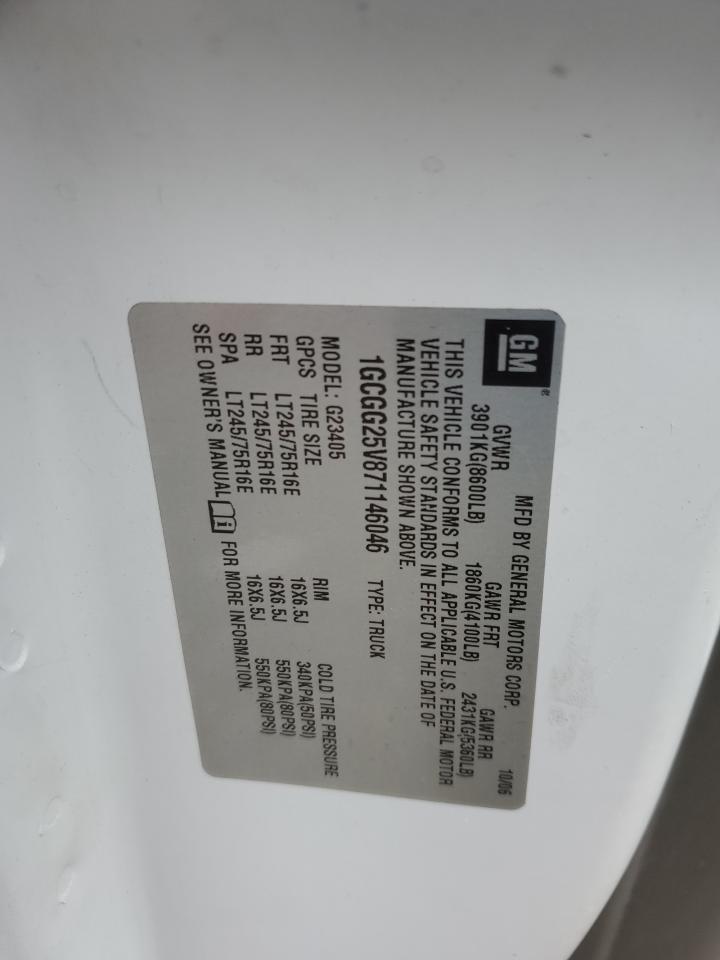 GM®
MFD BY GENERAL MOTORS CORP. 10/06
GVWR GAWR FRT GAWR RR
3901KG(8600LB) 1860KG(4100LB) 2431KG(5360LB)
THIS VEHICLE CONFORMS TO ALL APPLICABLE U.S. FEDERAL MOTOR
VEHICLE SAFETY STANDARDS IN EFFECT ON THE DATE OF
MANUFACTURE SHOWN ABOVE.
1GCGG25V871146046 TYPE: TRUCK
MODEL: G23405
GPCS TIRE SIZE RIM COLD TIRE PRESSURE
FRT LT245/75R16E 16X6.5J 340KPA(50PSI)
RR LT245/75R16E 16X6.5J 550KPA(80PSI)
SPA LT245/75R16E 16X6.5J 550KPA(80PSI)
SEE OWNER'S MANUAL FOR MORE INFORMATION.